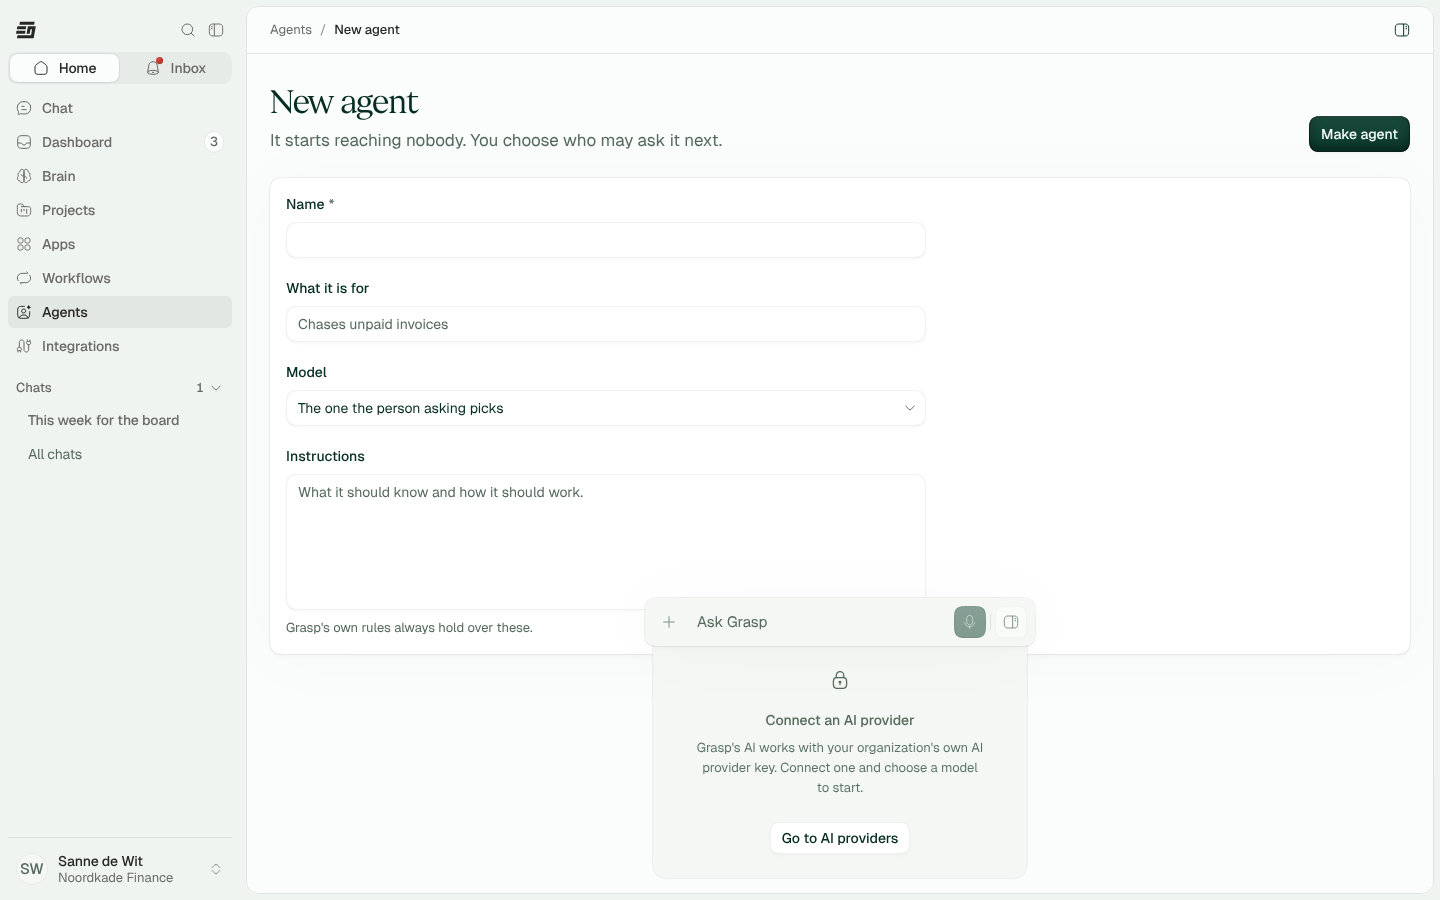 Home
Inbox
Chat
Dashboard
3
Brain
Projects
Apps
Workflows
Agents
Integrations
Chats
1
This week for the board
All chats
SW
Sanne de Wit
Noordkade Finance
Agents / New agent
New agent
It starts reaching nobody. You choose who may ask it next.
Make agent
Name *
What it is for
Chases unpaid invoices
Model
The one the person asking picks
Instructions
What it should know and how it should work.
Grasp's own rules always hold over these.
Ask Grasp
Connect an AI provider
Grasp's AI works with your organization's own AI
provider key. Connect one and choose a model
to start.
Go to AI providers